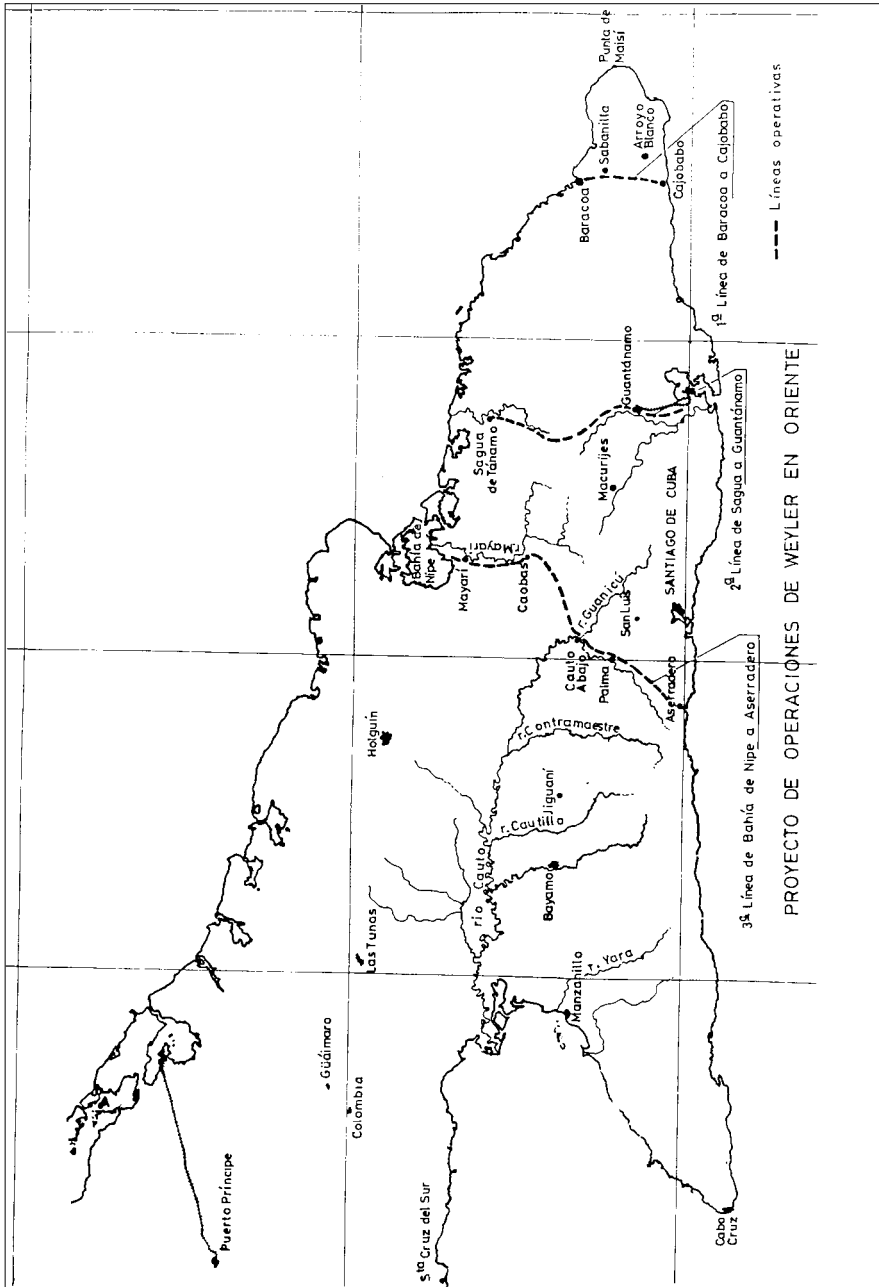 Punta de
Maisí
Sabanilla
Arroyo
Blanco
Baracoa
Cajobabo
1ª Línea de Baracoa a Cajobabo
Líneas operativas
Guantánamo
Sagua
de Tánamo
Macurijes
2ª Línea de Sagua a Guantánamo
Bahía de
Nipe
Mayarí
r. Mayarí
Caobas
r. Guanicú
San Luis
SANTIAGO DE CUBA
Cauto
Abajo
Palma
Aserradero
3ª Línea de Bahía de Nipe a Aserradero
Holguín
r. Contramaestre
Jiguaní
r. Cautillo
río Cauto
Bayamo
Las Tunas
r. Yara
Manzanillo
Güáimaro
Colombia
Puerto Príncipe
Sta Cruz del Sur
Cabo
Cruz
PROYECTO DE OPERACIONES DE WEYLER EN ORIENTE